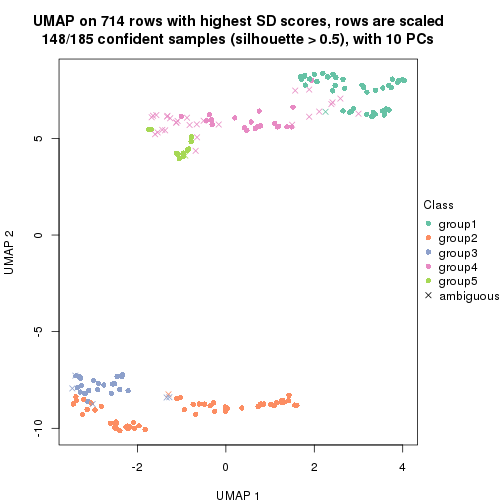 UMAP on 714 rows with highest SD scores, rows are scaled
148/185 confident samples (silhouette > 0.5), with 10 PCs
5
0
-5
-10
UMAP 2
-2
0
2
4
UMAP 1
Class
group1
group2
group3
group4
group5
ambiguous